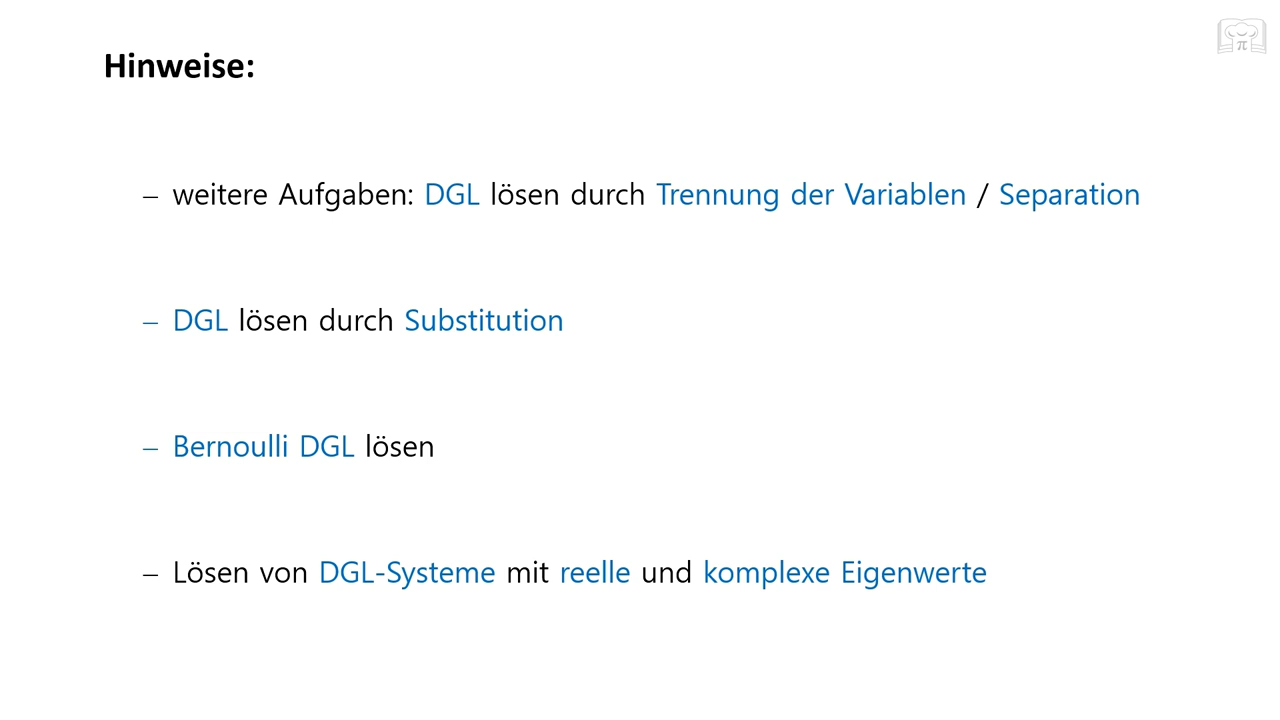 Hinweise:
– weitere Aufgaben: DGL lösen durch Trennung der Variablen / Separation
– DGL lösen durch Substitution
– Bernoulli DGL lösen
– Lösen von DGL-Systeme mit reelle und komplexe Eigenwerte
π